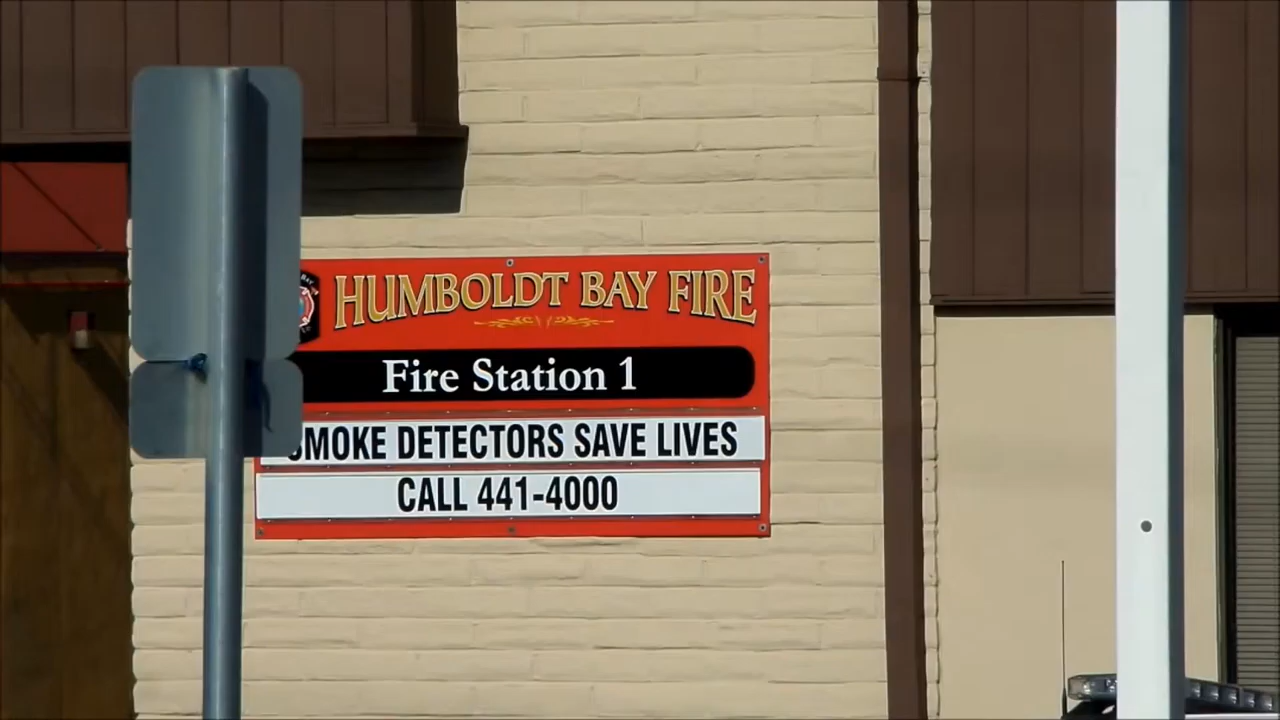 HUMBOLDT BAY FIRE
Fire Station 1
SMOKE DETECTORS SAVE LIVES
CALL 441-4000